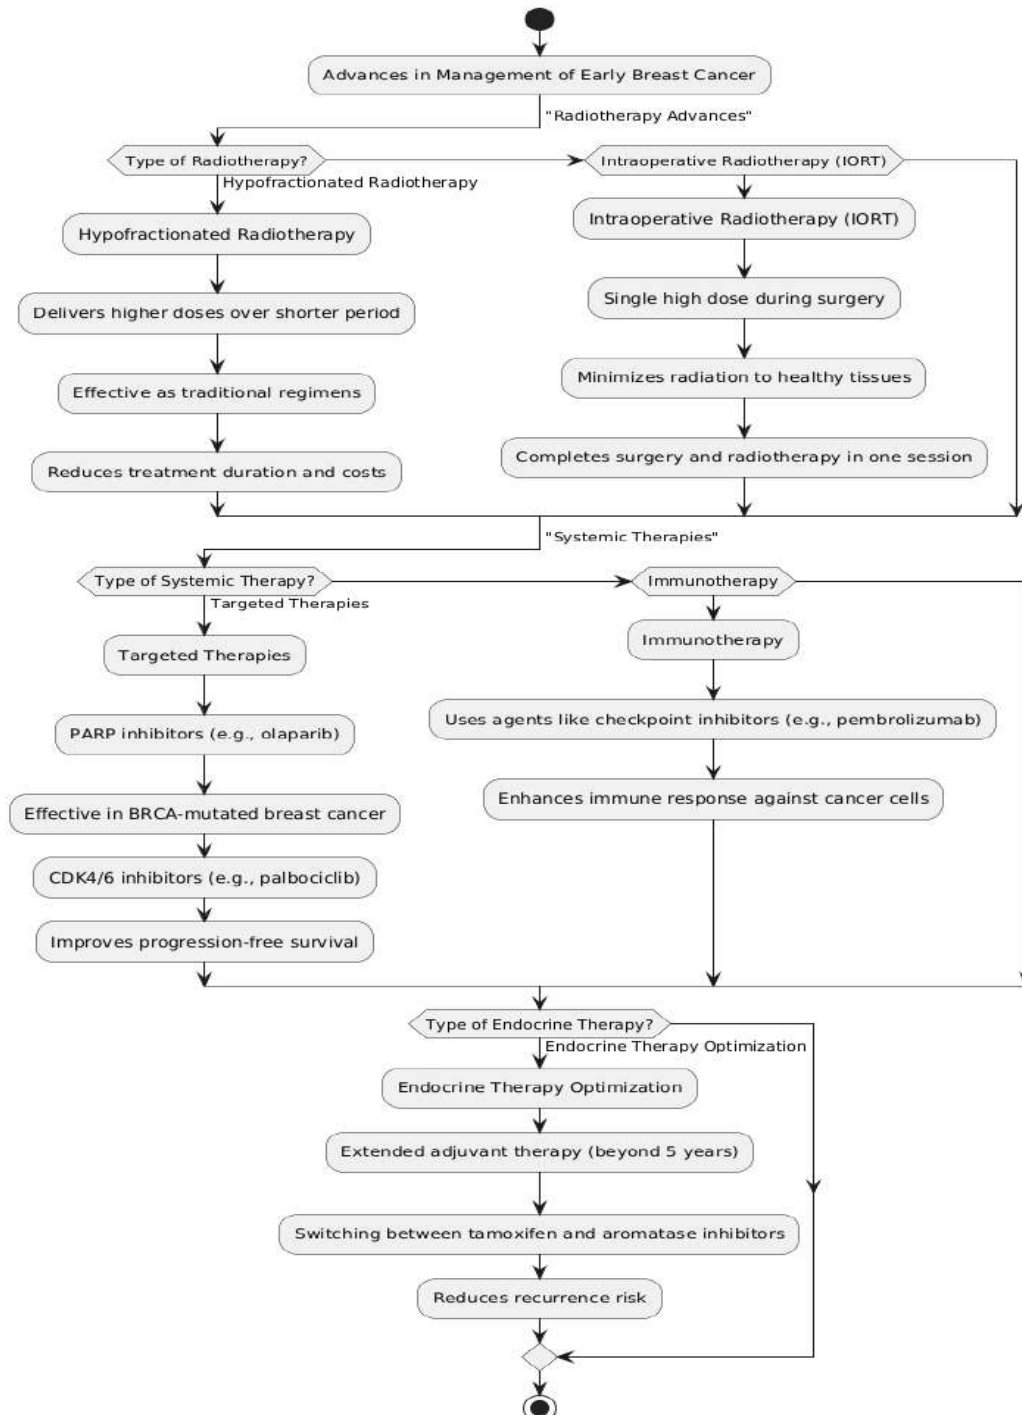 Advances in Management of Early Breast Cancer
"Radiotherapy Advances"
Type of Radiotherapy?
Intraoperative Radiotherapy (IORT)
Hypofractionated Radiotherapy
Hypofractionated Radiotherapy
Intraoperative Radiotherapy (IORT)
Delivers higher doses over shorter period
Single high dose during surgery
Effective as traditional regimens
Minimizes radiation to healthy tissues
Reduces treatment duration and costs
Completes surgery and radiotherapy in one session
"Systemic Therapies"
Type of Systemic Therapy?
Immunotherapy
Targeted Therapies
Targeted Therapies
Immunotherapy
PARP inhibitors (e.g., olaparib)
Uses agents like checkpoint inhibitors (e.g., pembrolizumab)
Effective in BRCA-mutated breast cancer
Enhances immune response against cancer cells
CDK4/6 inhibitors (e.g., palbociclib)
Improves progression-free survival
Type of Endocrine Therapy?
Endocrine Therapy Optimization
Endocrine Therapy Optimization
Extended adjuvant therapy (beyond 5 years)
Switching between tamoxifen and aromatase inhibitors
Reduces recurrence risk